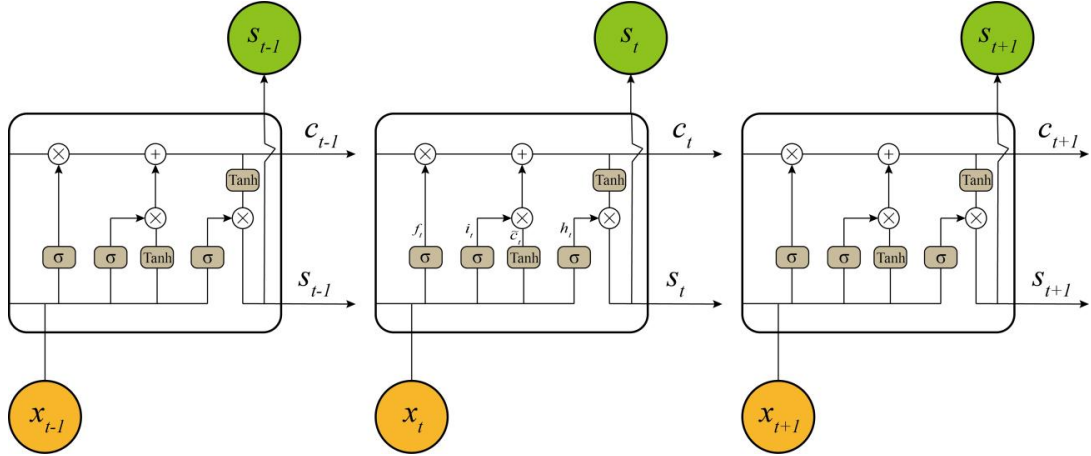 s_{t-1}
s_t
s_{t+1}
c_{t-1}
c_t
c_{t+1}
×
+
×
+
×
+
Tanh
Tanh
Tanh
×
×
×
×
×
×
f_t
i_t
c̃_t
h_t
σ
σ
Tanh
σ
σ
σ
Tanh
σ
σ
σ
Tanh
σ
s_{t-1}
s_t
s_{t+1}
x_{t-1}
x_t
x_{t+1}